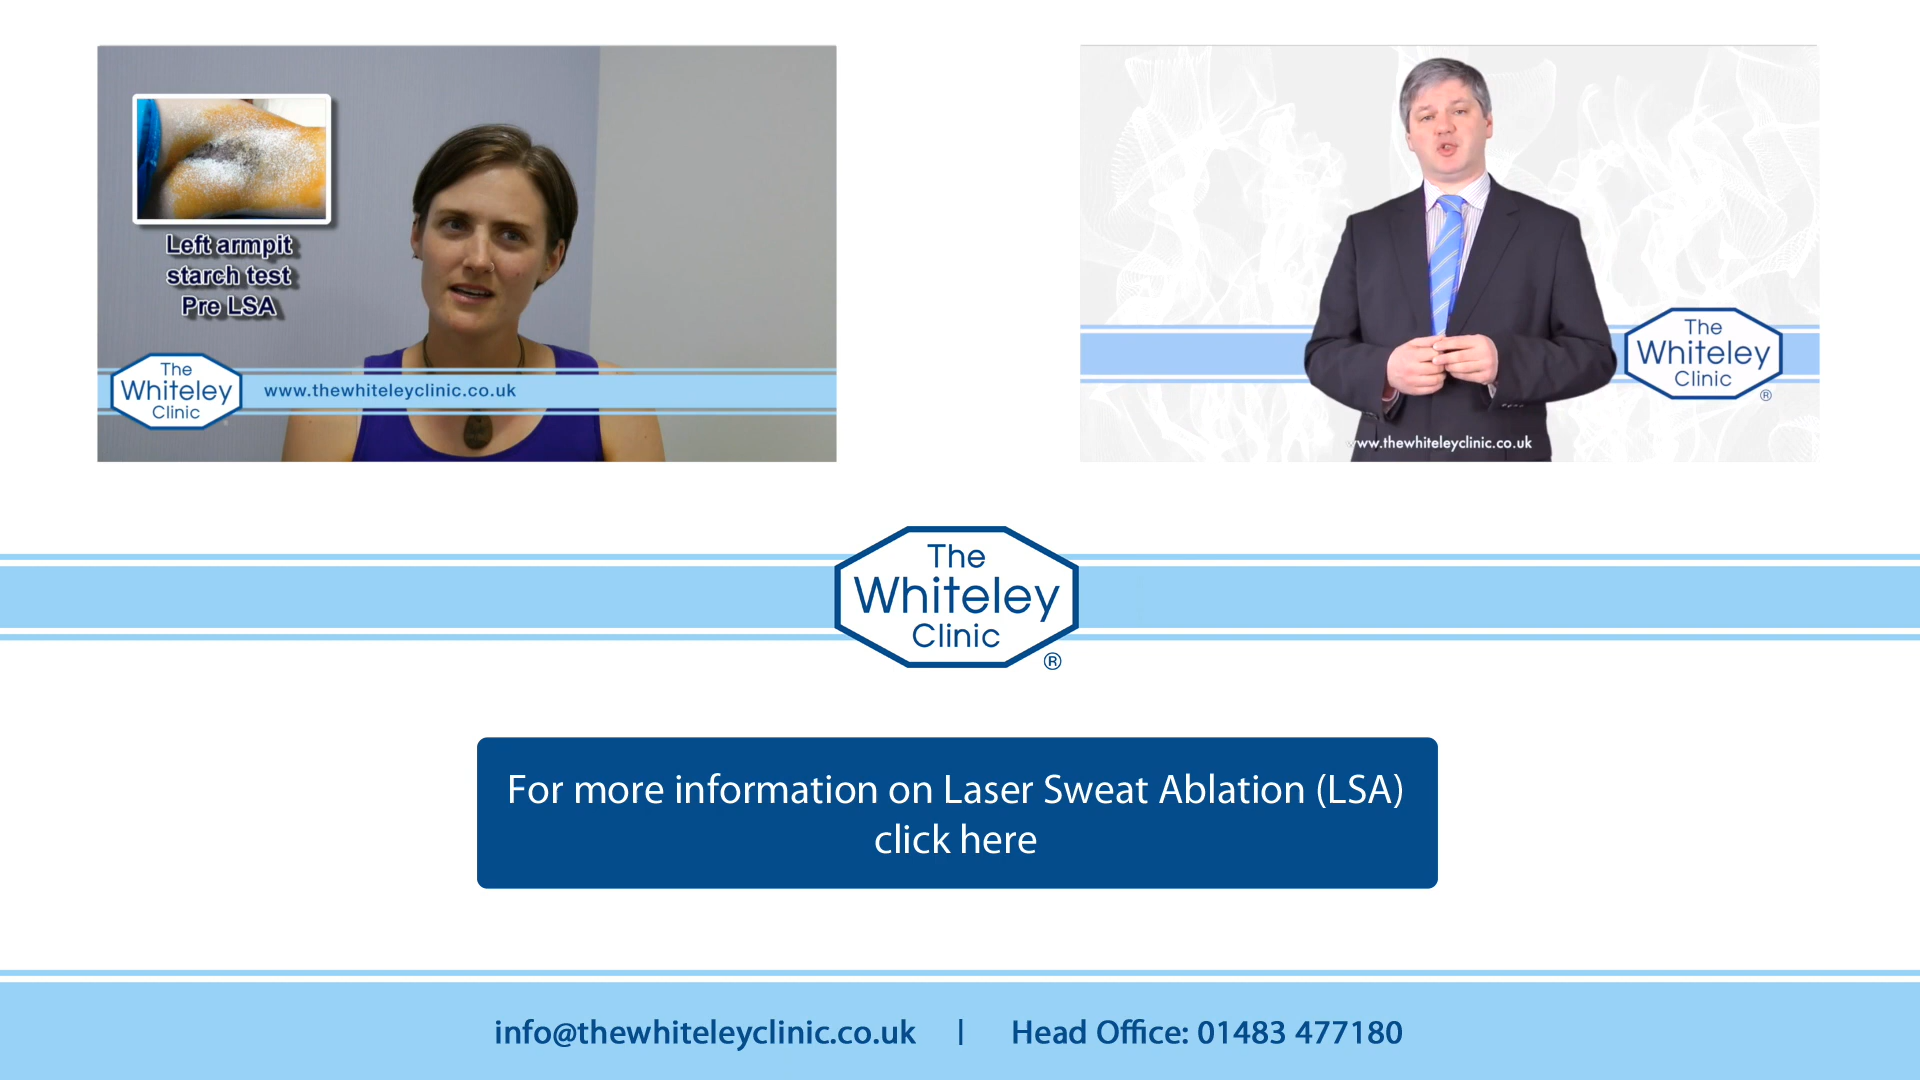 Left armpit
starch test
Pre LSA
The
Whiteley
Clinic
www.thewhiteleyclinic.co.uk
The
Whiteley
Clinic
®
www.thewhiteleyclinic.co.uk
The
Whiteley
Clinic
®
For more information on Laser Sweat Ablation (LSA)
click here
info@thewhiteleyclinic.co.uk | Head Office: 01483 477180